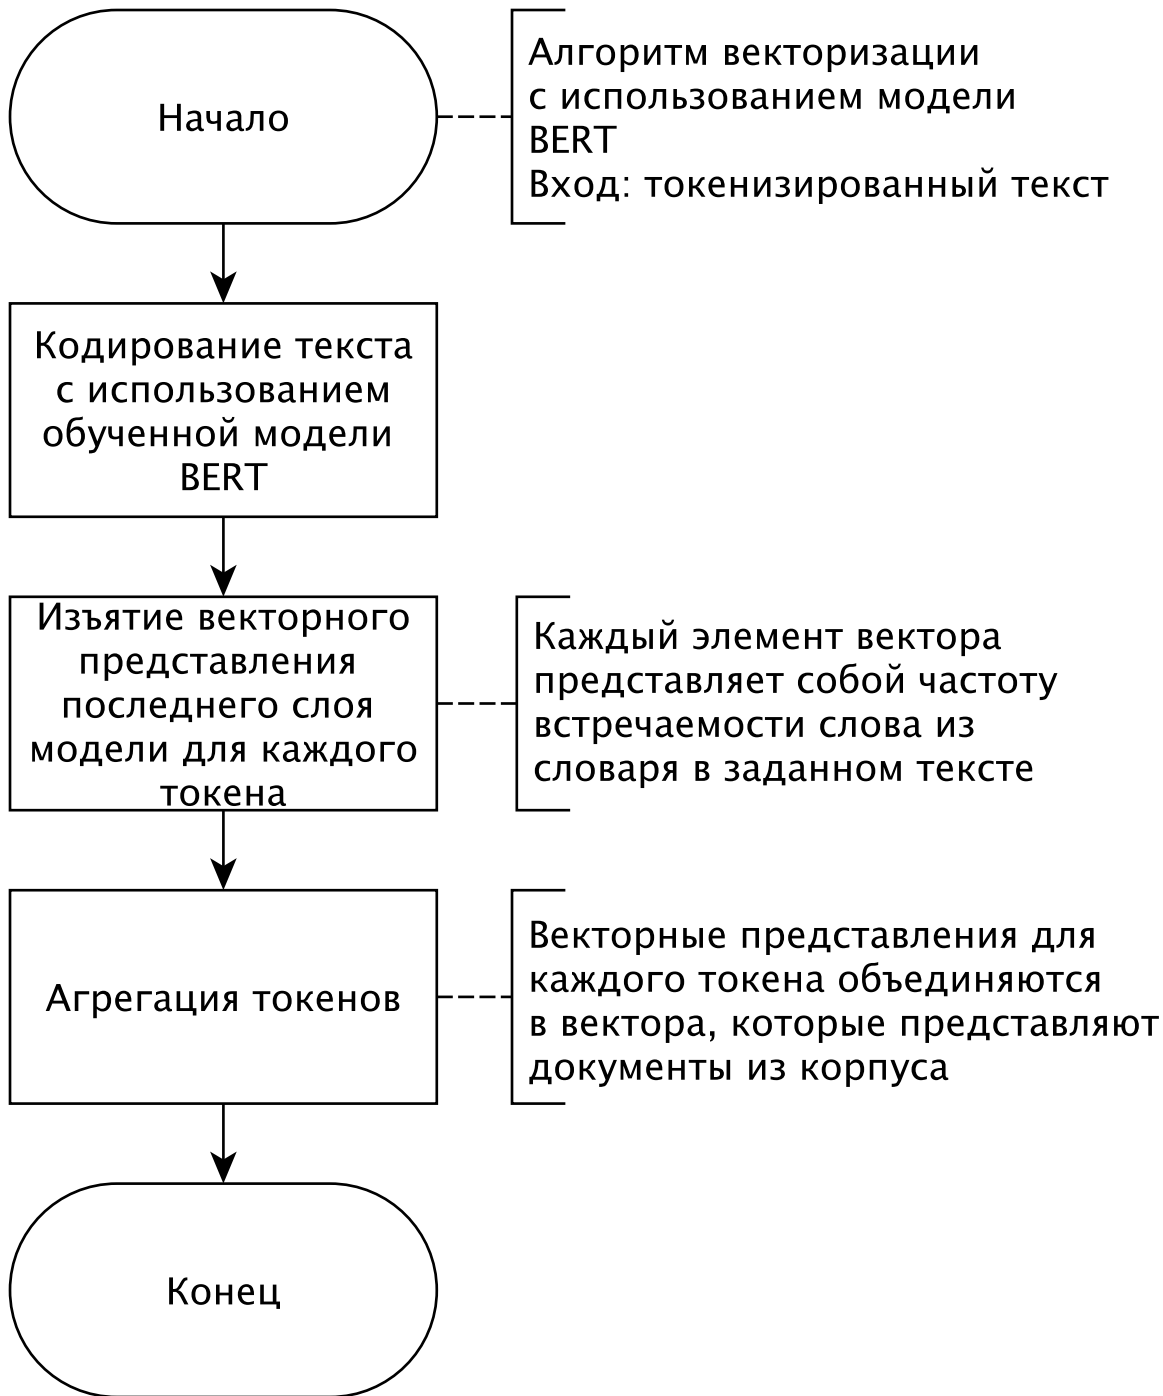 Начало
Алгоритм векторизации
с использованием модели
BERT
Вход: токенизированный текст
Кодирование текста
с использованием
обученной модели
BERT
Изъятие векторного
представления
последнего слоя
модели для каждого
токена
Каждый элемент вектора
представляет собой частоту
встречаемости слова из
словаря в заданном тексте
Агрегация токенов
Векторные представления для
каждого токена объединяются
в вектора, которые представляют
документы из корпуса
Конец